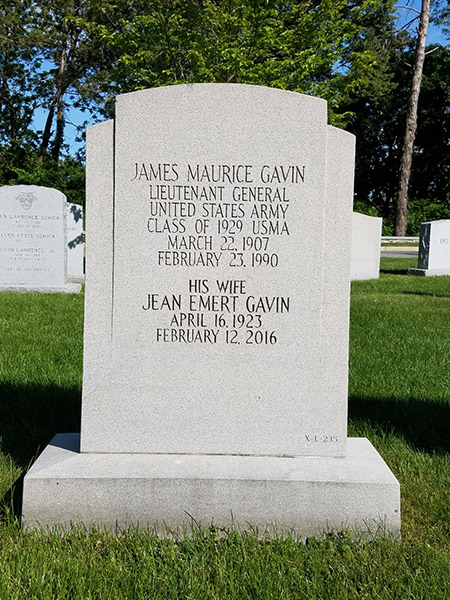 JAMES MAURICE GAVIN
LIEUTENANT GENERAL
UNITED STATES ARMY
CLASS OF 1929 USMA
MARCH 22, 1907
FEBRUARY 23, 1990
HIS WIFE
JEAN EMERT GAVIN
APRIL 16, 1923
FEBRUARY 12, 2016
X-L-235